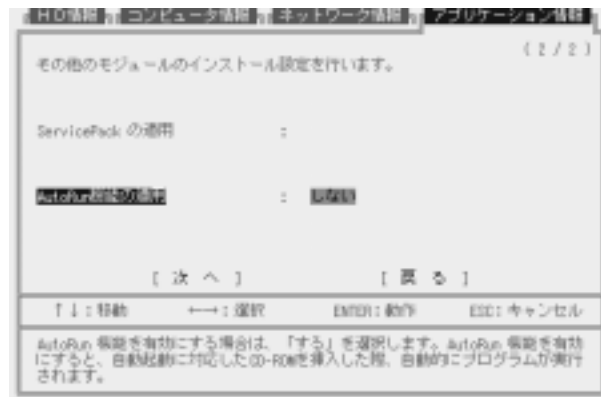 HD情報 コンピュータ情報 ネットワーク情報 アプリケーション情報
(2/2)
その他のモジュールのインストール設定を行います。
ServicePack の適用 :
AutoRun機能の適用 : しない
[ 次 へ ] [ 戻 る ]
↑↓:移動 ←→:選択 ENTER:動作 ESC:キャンセル
AutoRun 機能を有効にする場合は、「する」を選択します。AutoRun 機能を有効
にすると、自動起動に対応したCD-ROMを挿入した際、自動的にプログラムが実行
されます。